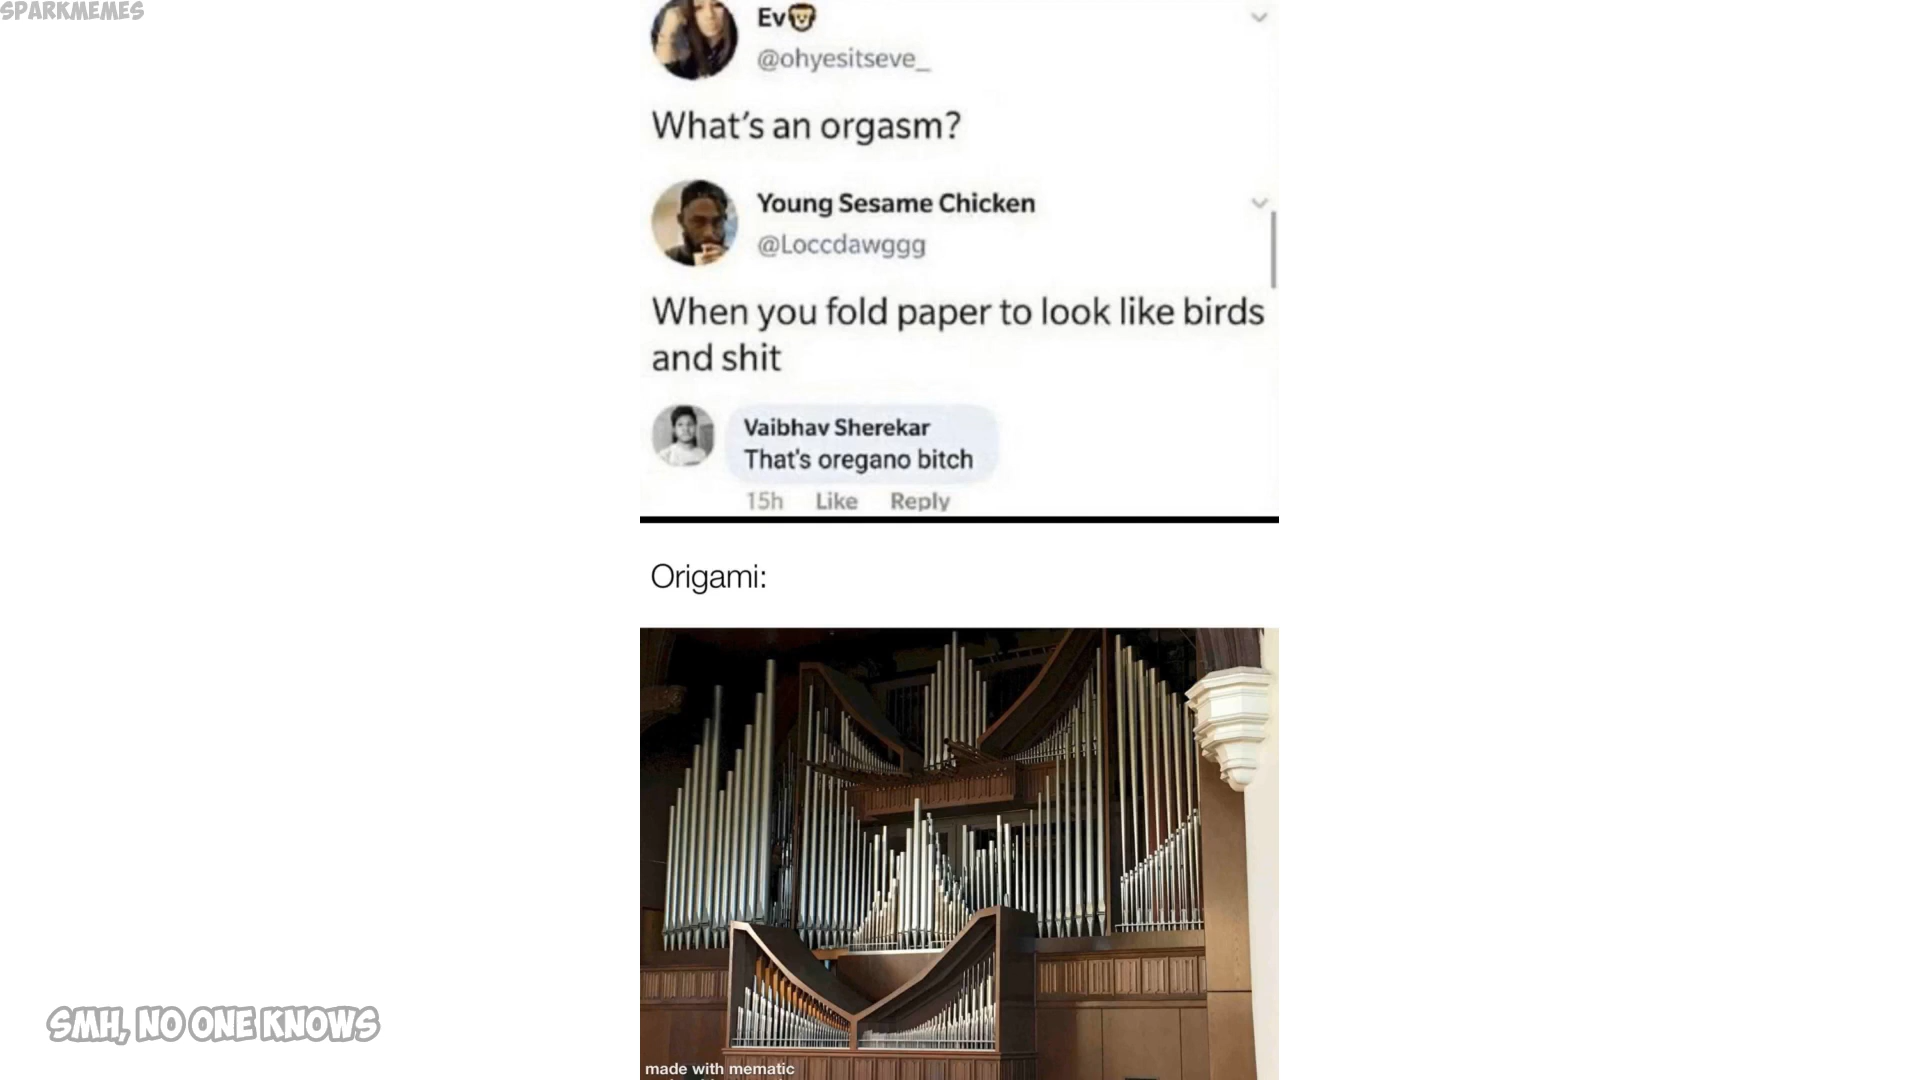 SPARKMEMES
Ev
@ohyesitseve_
What's an orgasm?
Young Sesame Chicken
@Loccdawggg
When you fold paper to look like birds
and shit
Vaibhav Sherekar
That's oregano bitch
15h Like Reply
Origami:
SMH, NO ONE KNOWS
made with mematic